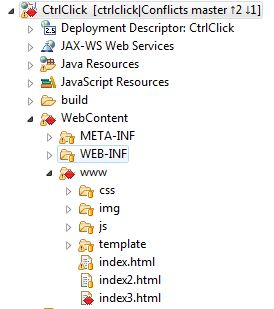 CtrlClick [ctrlclick|Conflicts master ↑2 ↓1]
Deployment Descriptor: CtrlClick
JAX-WS Web Services
Java Resources
JavaScript Resources
build
WebContent
META-INF
WEB-INF
www
css
img
js
template
index.html
index2.html
index3.html